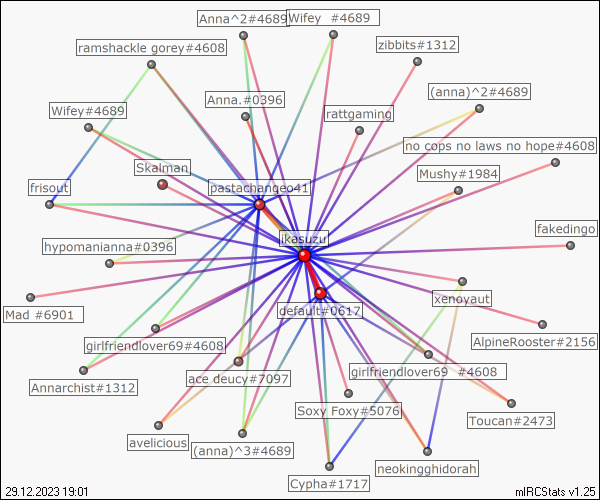 Anna^2#4689
Wifey  #4689
ramshackle gorey#4608
zibbits#1312
Anna.#0396
(anna)^2#4689
Wifey#4689
rattgaming
no cops no laws no hope#4608
Skalman
Mushy#1984
frisout
pastachangeo41
jkasuzu
fakedingo
hypomanianna#0396
xenoyaut
Mad #6901
default#0617
AlpineRooster#2156
girlfriendlover69#4608
girlfriendlover69  #4608
Annarchist#1312
ace deucy#7097
Soxy Foxy#5076
Toucan#2473
avelicious
(anna)^3#4689
neokingghidorah
Cypha#1717
29.12.2023 19:01
mIRCStats v1.25